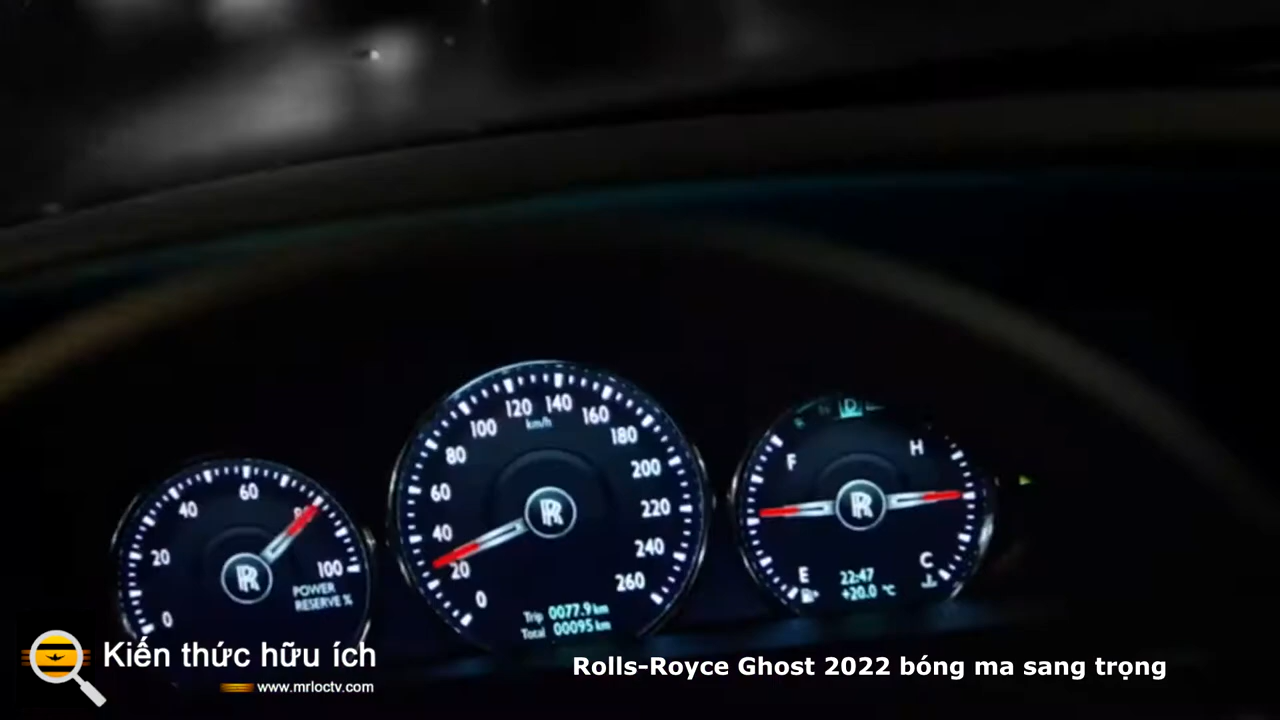 D
0
20
40
60
80
100
POWER
RESERVE %
0
20
40
60
80
100
120
140
160
180
200
220
240
260
km/h
Trip 0077.9 km
Total 00095 km
F
H
E
C
22:47
+20.0 °C
Kiến thức hữu ích
www.mrloctv.com
Rolls-Royce Ghost 2022 bóng ma sang trọng